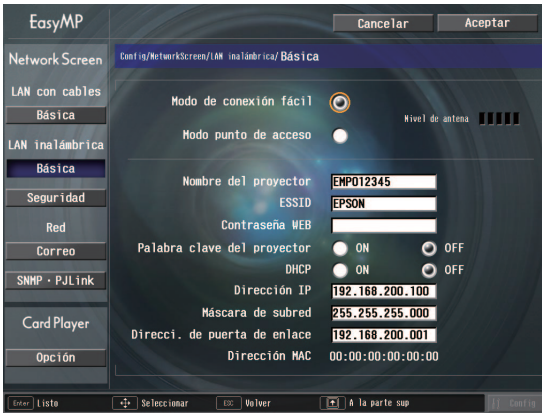 EasyMP
Cancelar
Aceptar
Network Screen
Config/NetworkScreen/LAN inalámbrica/Básica
LAN con cables
Básica
LAN inalámbrica
Básica
Seguridad
Red
Correo
SNMP・PJLink
Card Player
Opción
Modo de conexión fácil
Nivel de antena
Modo punto de acceso
Nombre del proyector EMP012345
ESSID EPSON
Contraseña WEB
Palabra clave del proyector ON OFF
DHCP ON OFF
Dirección IP 192.168.200.100
Máscara de subred 255.255.255.000
Direcci. de puerta de enlace 192.168.200.001
Dirección MAC 00:00:00:00:00:00
Enter Listo
Seleccionar
ESC Volver
A la parte sup